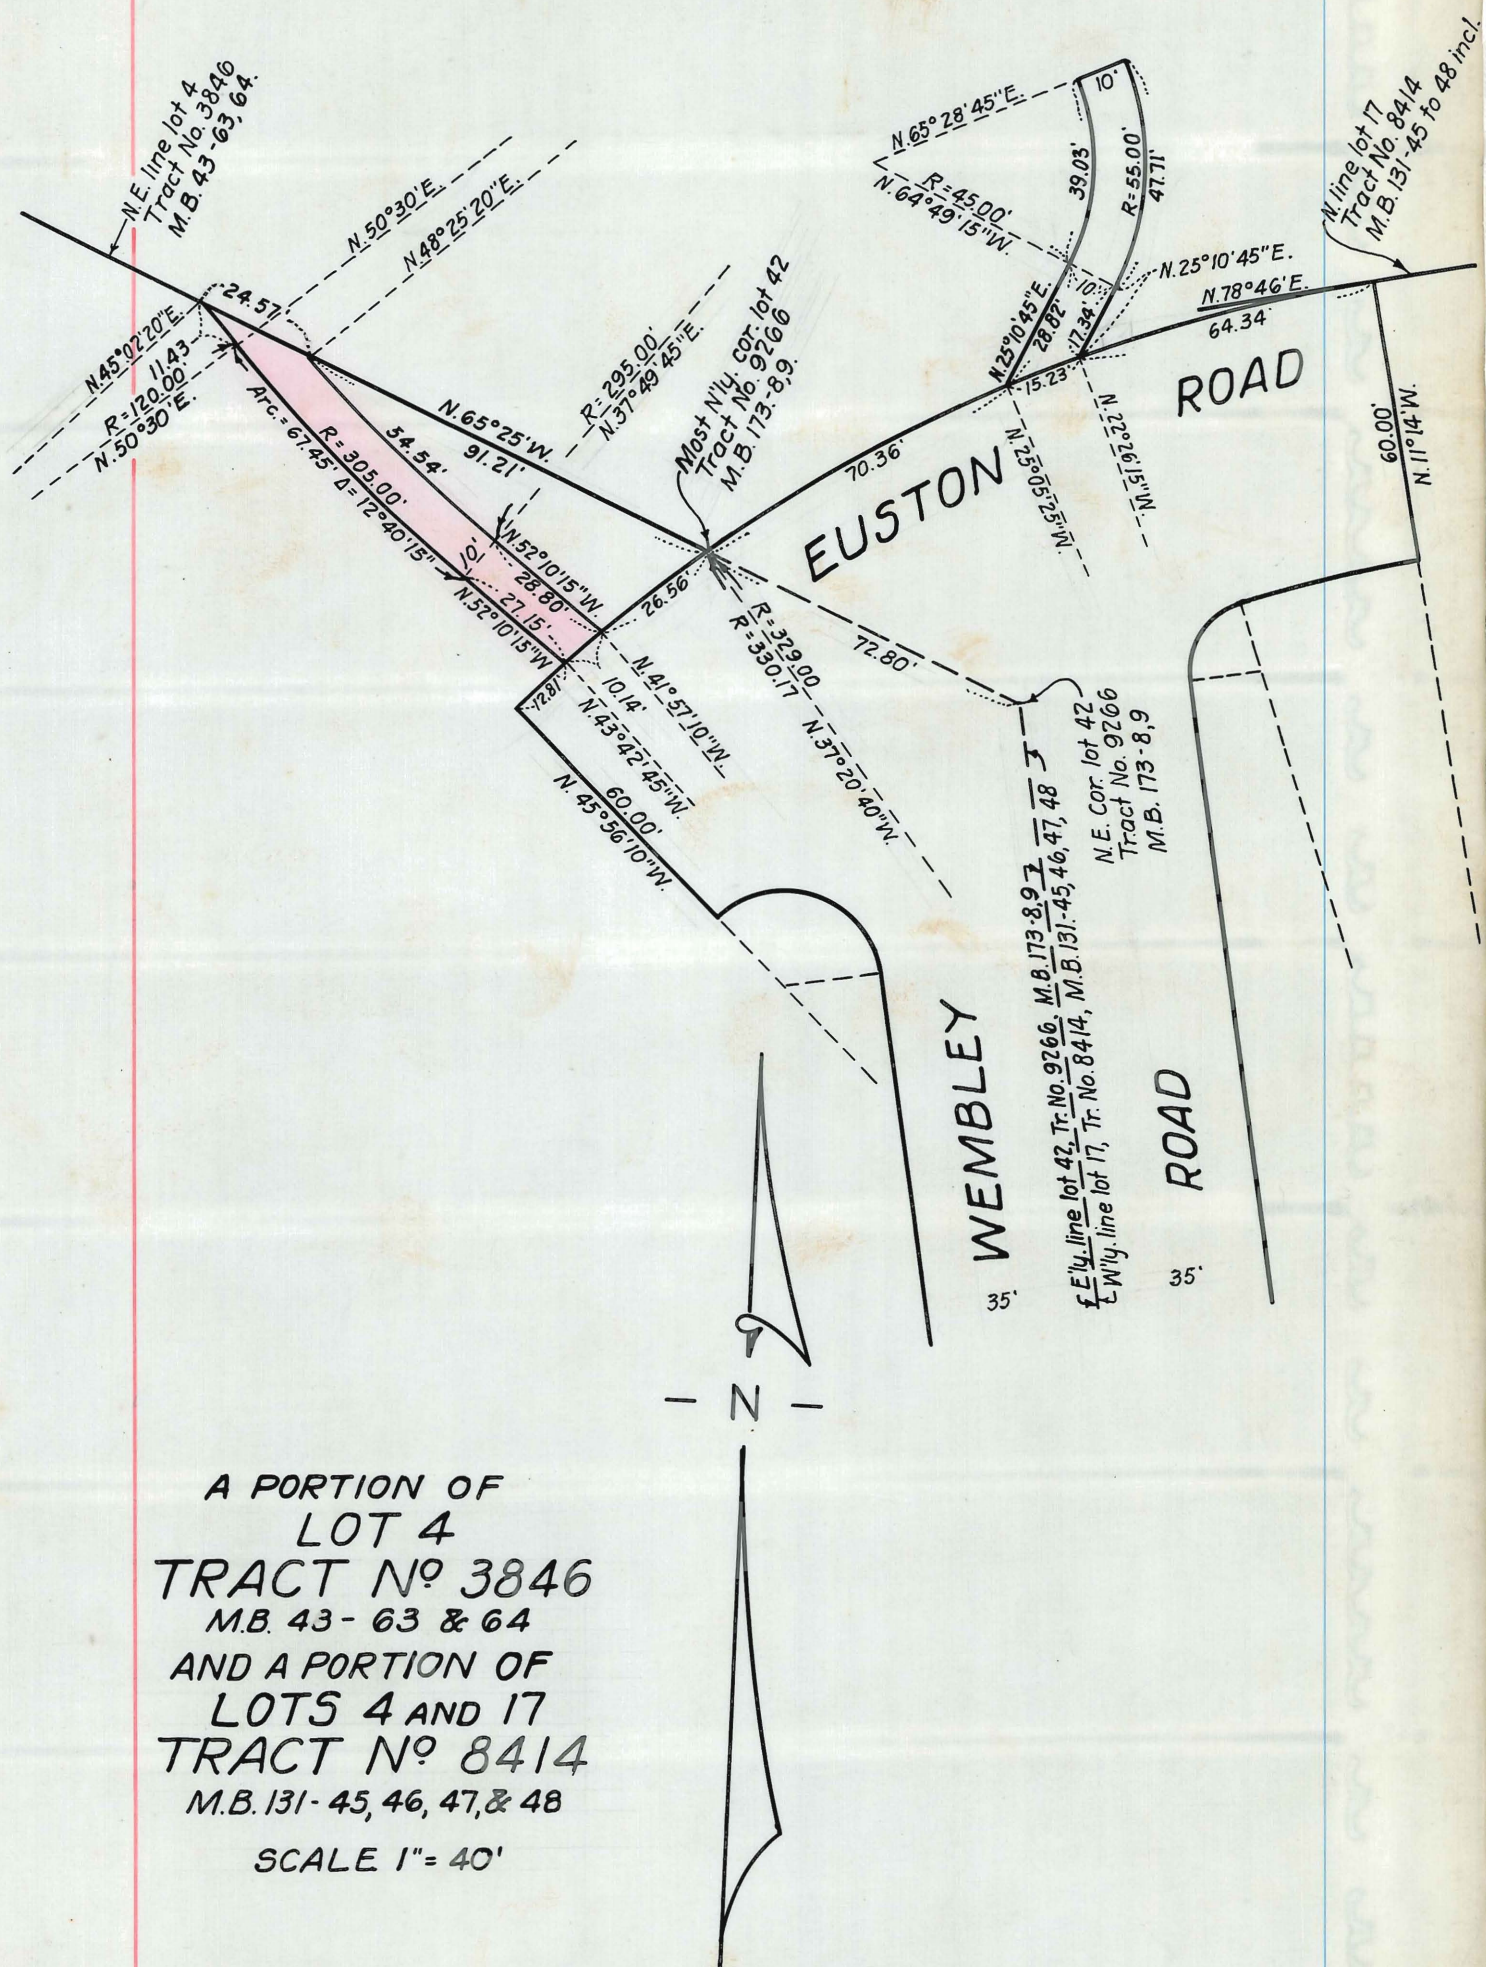 N.E. line lot 4
Tract No. 3846
M.B. 43-63, 64.
N.50°30'E.
N.48°25'20"E.
24.57
N.45°02'20"E.
11.43
R=120.00'
N.50°30'E.
Arc.=67.45' Δ=12°40'15"
R=305.00'
54.54'
N.65°25'W.
91.21'
R=295.00'
N.37°49'45"E.
Most N'ly. cor. lot 42
Tract No. 9266
M.B. 173-8,9.
N.65°28'45"E.
R=45.00'
N.64°49'15"W.
10'
39.03'
R=55.00'
47.71'
N.25°10'45"E.
28.82'
10'
17.34'
N.25°10'45"E.
N.78°46'E.
64.34'
N. line lot 17
Tract No. 8414
M.B. 131-45 to 48 incl.
15.23'
70.36'
EUSTON
ROAD
N.25°05'25"W.
N.22°26'15"W.
60.00'
N.11°14'W.
10'
N.52°10'15"W.
28.80'
27.15'
N.52°10'15"W
26.56'
12.81'
N.41°57'10"W.
10.14'
N.43°42'45"W.
60.00'
N.45°56'10"W.
R=329.00
R=330.17
N.37°20'40"W.
72.80'
N.E. Cor. lot 42
Tract No. 9266
M.B. 173-8,9
WEMBLEY
ROAD
35'
35'
E'ly. line lot 42, Tr. No. 9266, M.B. 173-8,9
W'ly. line lot 17, Tr. No. 8414, M.B. 131-45,46,47,48
N
A PORTION OF
LOT 4
TRACT Nº 3846
M.B. 43 - 63 & 64
AND A PORTION OF
LOTS 4 AND 17
TRACT Nº 8414
M.B. 131 - 45, 46, 47, & 48
SCALE 1" = 40'